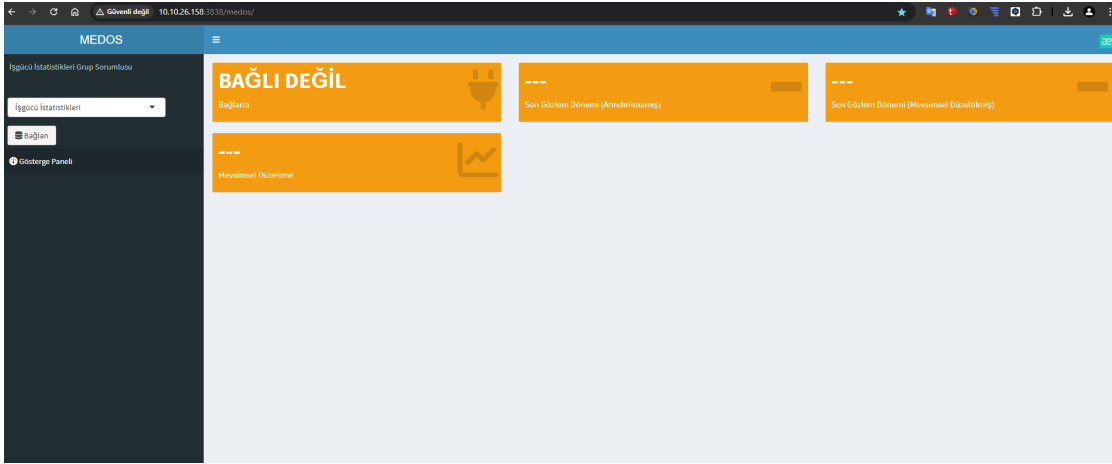 Güvenli değil 10.10.26.158:3838/medos/
MEDOS
İşgücü İstatistikleri Grup Sorumlusu
İşgücü İstatistikleri
Bağlan
Gösterge Paneli
BAĞLI DEĞİL
Bağlantı
---
Son Gözlem Dönemi (Arındırılmamış)
---
Son Gözlem Dönemi (Mevsimsel Düzeltilmiş)
---
Mevsimsel Düzeltme
æ